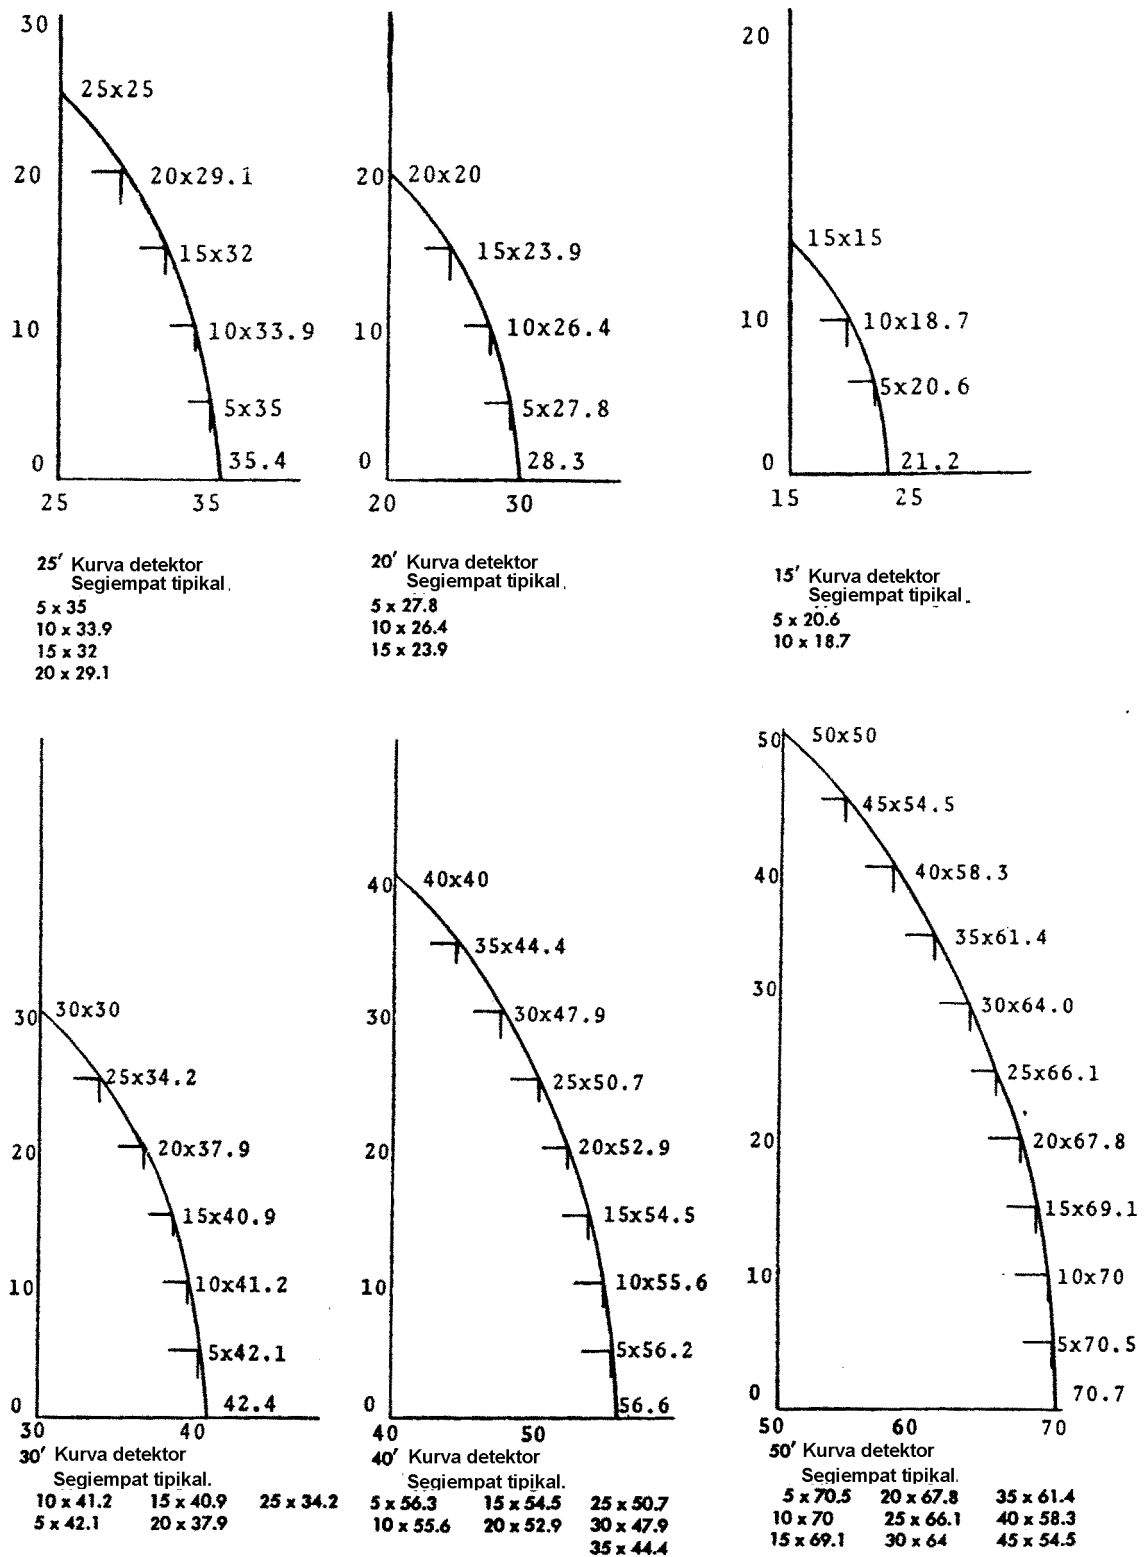 30
25x25
20
20x29.1
15x32
10
10x33.9
5x35
0
35.4
25 35
25' Kurva detektor
Segiempat tipikal.
5 x 35
10 x 33.9
15 x 32
20 x 29.1
20
20x20
15x23.9
10
10x26.4
5x27.8
0
28.3
20 30
20' Kurva detektor
Segiempat tipikal.
5 x 27.8
10 x 26.4
15 x 23.9
20
15x15
10
10x18.7
5x20.6
0
21.2
15 25
15' Kurva detektor
Segiempat tipikal.
5 x 20.6
10 x 18.7
30
30x30
25x34.2
20
20x37.9
15x40.9
10
10x41.2
5x42.1
0
42.4
30 40
30' Kurva detektor
Segiempat tipikal.
10 x 41.2 15 x 40.9 25 x 34.2
5 x 42.1 20 x 37.9
40
40x40
35x44.4
30
30x47.9
25x50.7
20
20x52.9
15x54.5
10
10x55.6
5x56.2
0
56.6
40 50
40' Kurva detektor
Segiempat tipikal.
5 x 56.3 15 x 54.5 25 x 50.7
10 x 55.6 20 x 52.9 30 x 47.9
35 x 44.4
50
50x50
45x54.5
40
40x58.3
35x61.4
30
30x64.0
25x66.1
20
20x67.8
15x69.1
10
10x70
5x70.5
0
70.7
50 60 70
50' Kurva detektor
Segiempat tipikal.
5 x 70.5 20 x 67.8 35 x 61.4
10 x 70 25 x 66.1 40 x 58.3
15 x 69.1 30 x 64 45 x 54.5